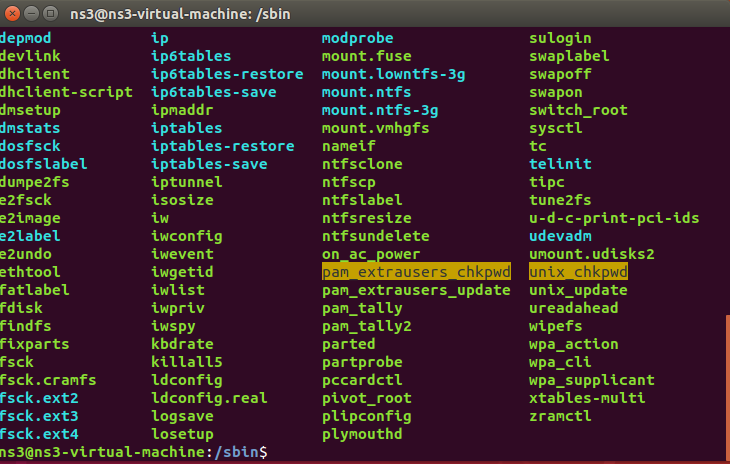 ns3@ns3-virtual-machine: /sbin
depmod ip modprobe sulogin
devlink ip6tables mount.fuse swaplabel
dhclient ip6tables-restore mount.lowntfs-3g swapoff
dhclient-script ip6tables-save mount.ntfs swapon
dmsetup ipmaddr mount.ntfs-3g switch_root
dmstats iptables mount.vmhgfs sysctl
dosfsck iptables-restore nameif tc
dosfslabel iptables-save ntfsclone telinit
dumpe2fs iptunnel ntfscp tipc
e2fsck isosize ntfslabel tune2fs
e2image iw ntfsresize u-d-c-print-pci-ids
e2label iwconfig ntfsundelete udevadm
e2undo iwevent on_ac_power umount.udisks2
ethtool iwgetid pam_extrausers_chkpwd unix_chkpwd
fatlabel iwlist pam_extrausers_update unix_update
fdisk iwpriv pam_tally ureadahead
findfs iwspy pam_tally2 wipefs
fixparts kbdrate parted wpa_action
fsck killall5 partprobe wpa_cli
fsck.cramfs ldconfig pccardctl wpa_supplicant
fsck.ext2 ldconfig.real pivot_root xtables-multi
fsck.ext3 logsave plipconfig zramctl
fsck.ext4 losetup plymouthd
ns3@ns3-virtual-machine:/sbin$